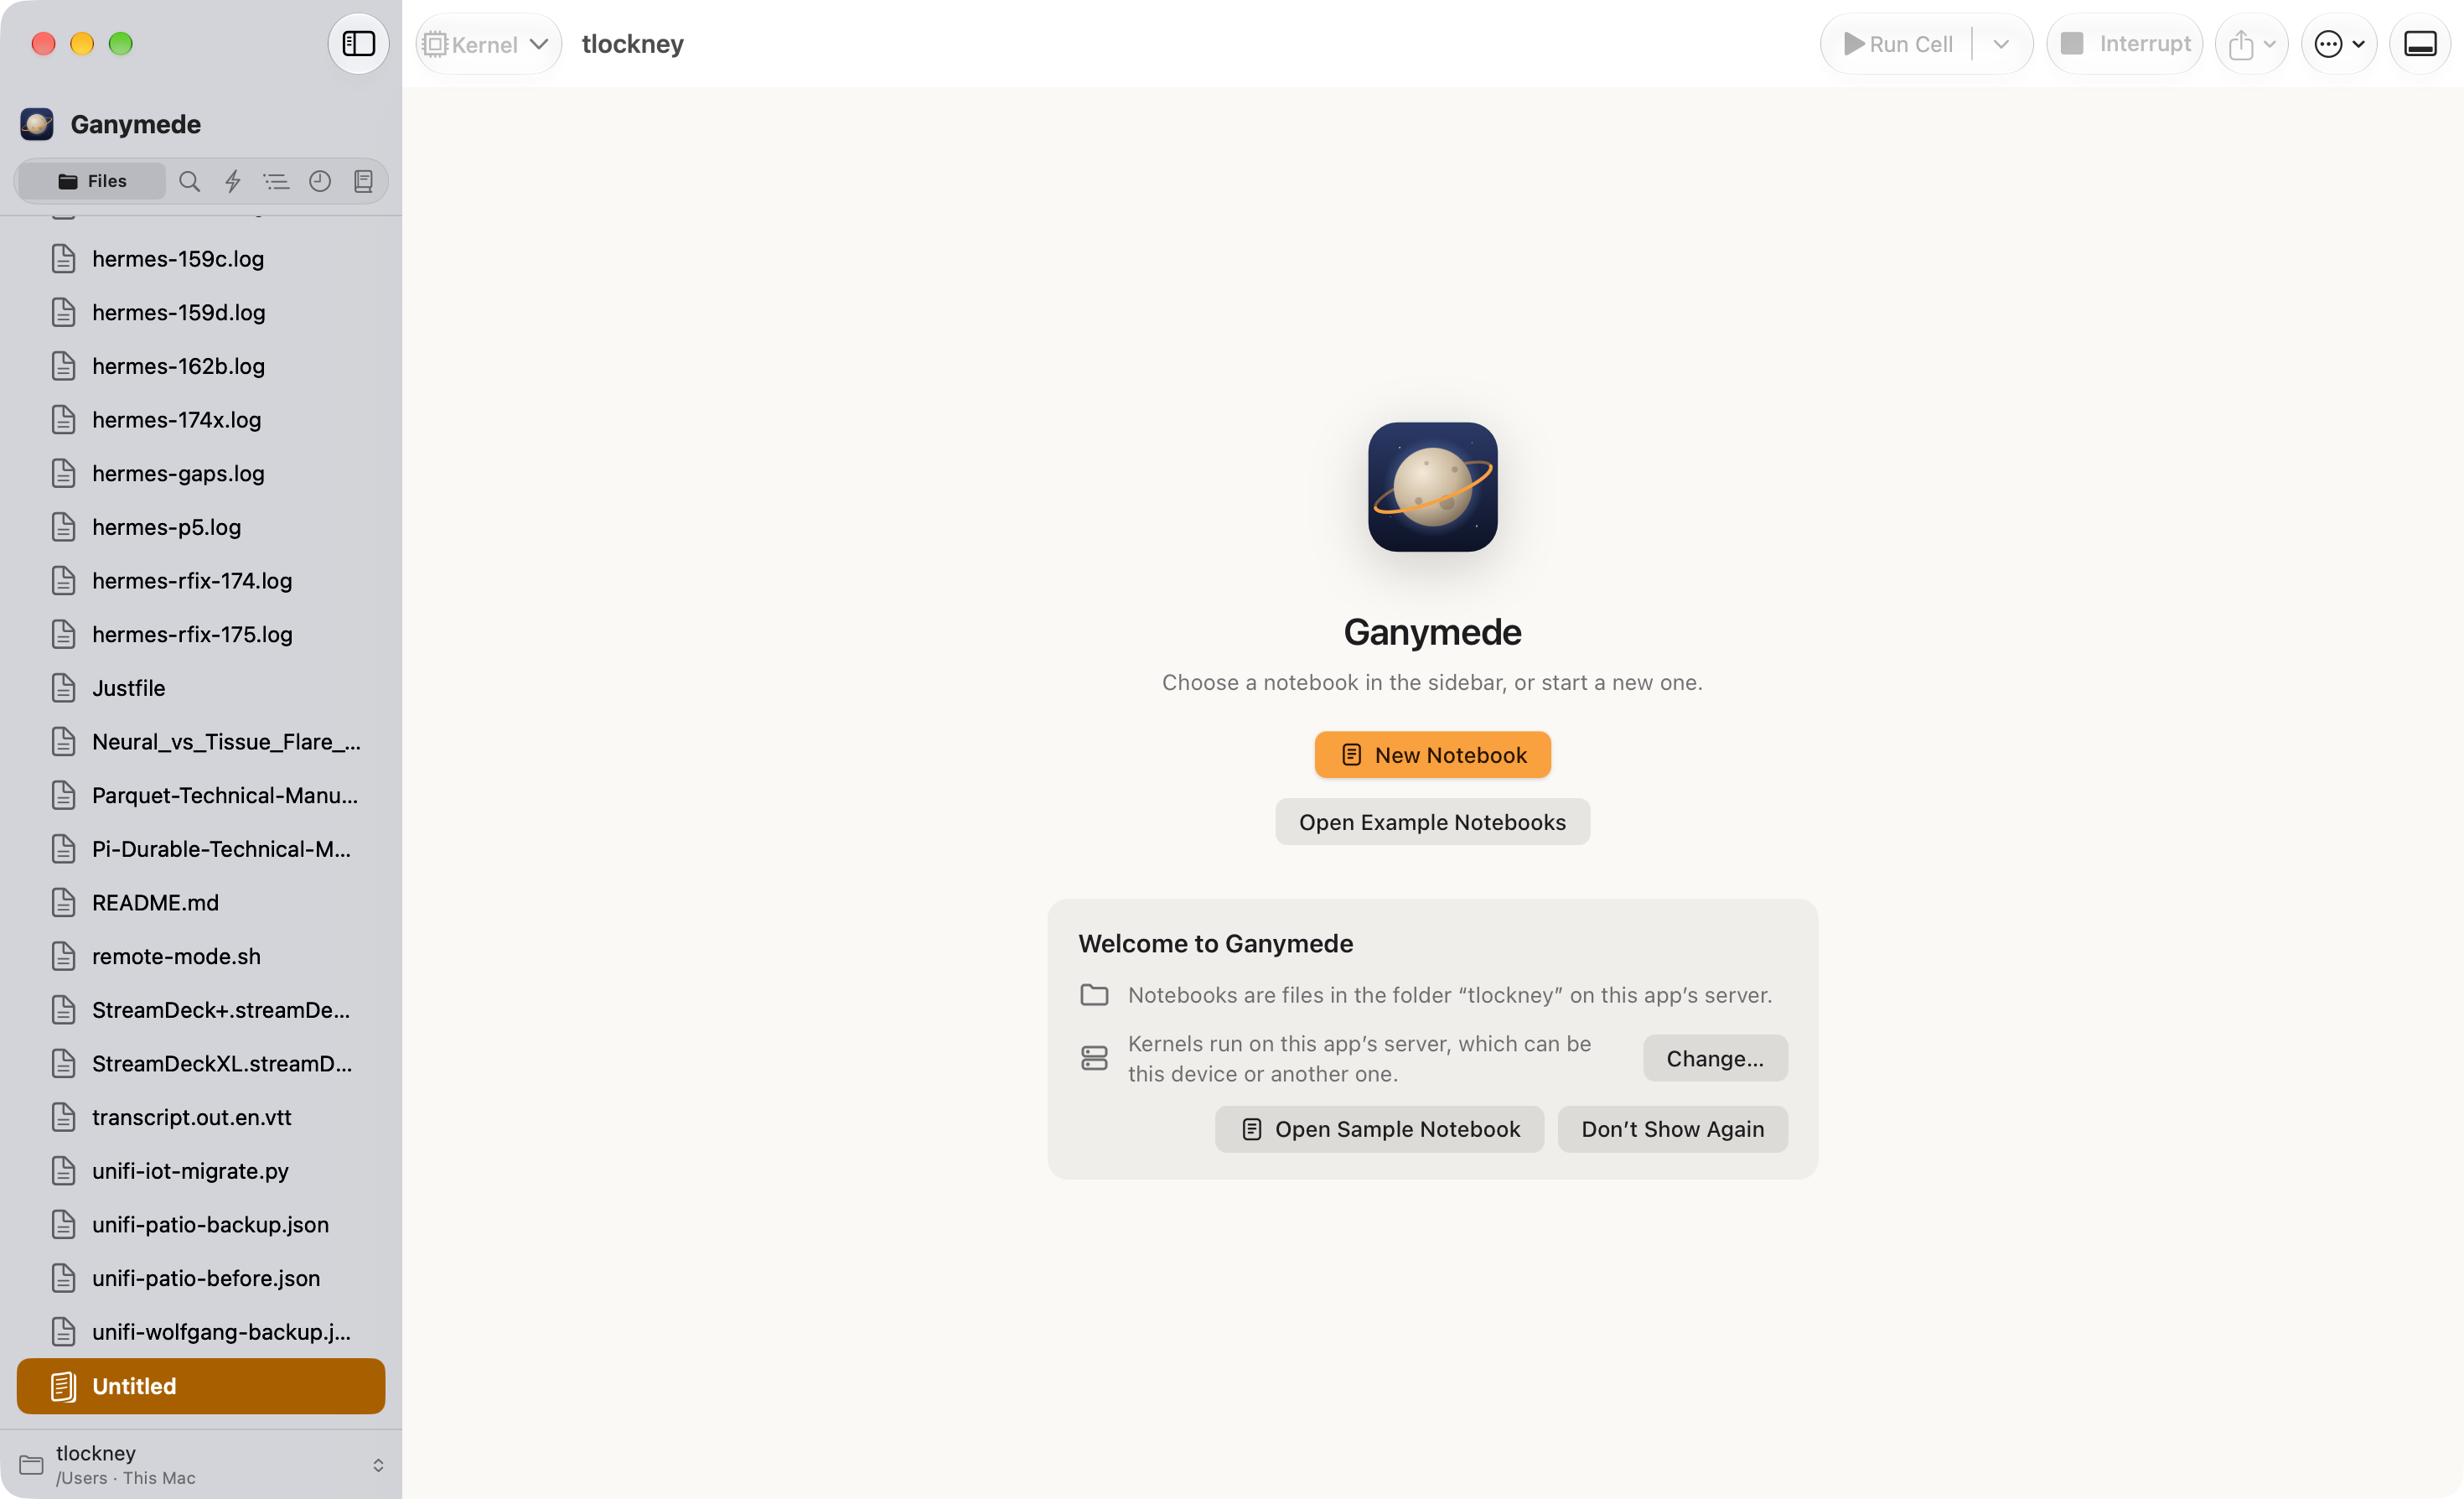 Kernel
tlockney
Run Cell
Interrupt
Ganymede
Files
hermes-159c.log
hermes-159d.log
hermes-162b.log
hermes-174x.log
hermes-gaps.log
hermes-p5.log
hermes-rfix-174.log
hermes-rfix-175.log
Justfile
Neural_vs_Tissue_Flare_...
Parquet-Technical-Manu...
Pi-Durable-Technical-M...
README.md
remote-mode.sh
StreamDeck+.streamDe...
StreamDeckXL.streamD...
transcript.out.en.vtt
unifi-iot-migrate.py
unifi-patio-backup.json
unifi-patio-before.json
unifi-wolfgang-backup.j...
Untitled
tlockney
/Users · This Mac
Ganymede
Choose a notebook in the sidebar, or start a new one.
New Notebook
Open Example Notebooks
Welcome to Ganymede
Notebooks are files in the folder “tlockney” on this app’s server.
Kernels run on this app’s server, which can be
this device or another one.
Change...
Open Sample Notebook
Don’t Show Again